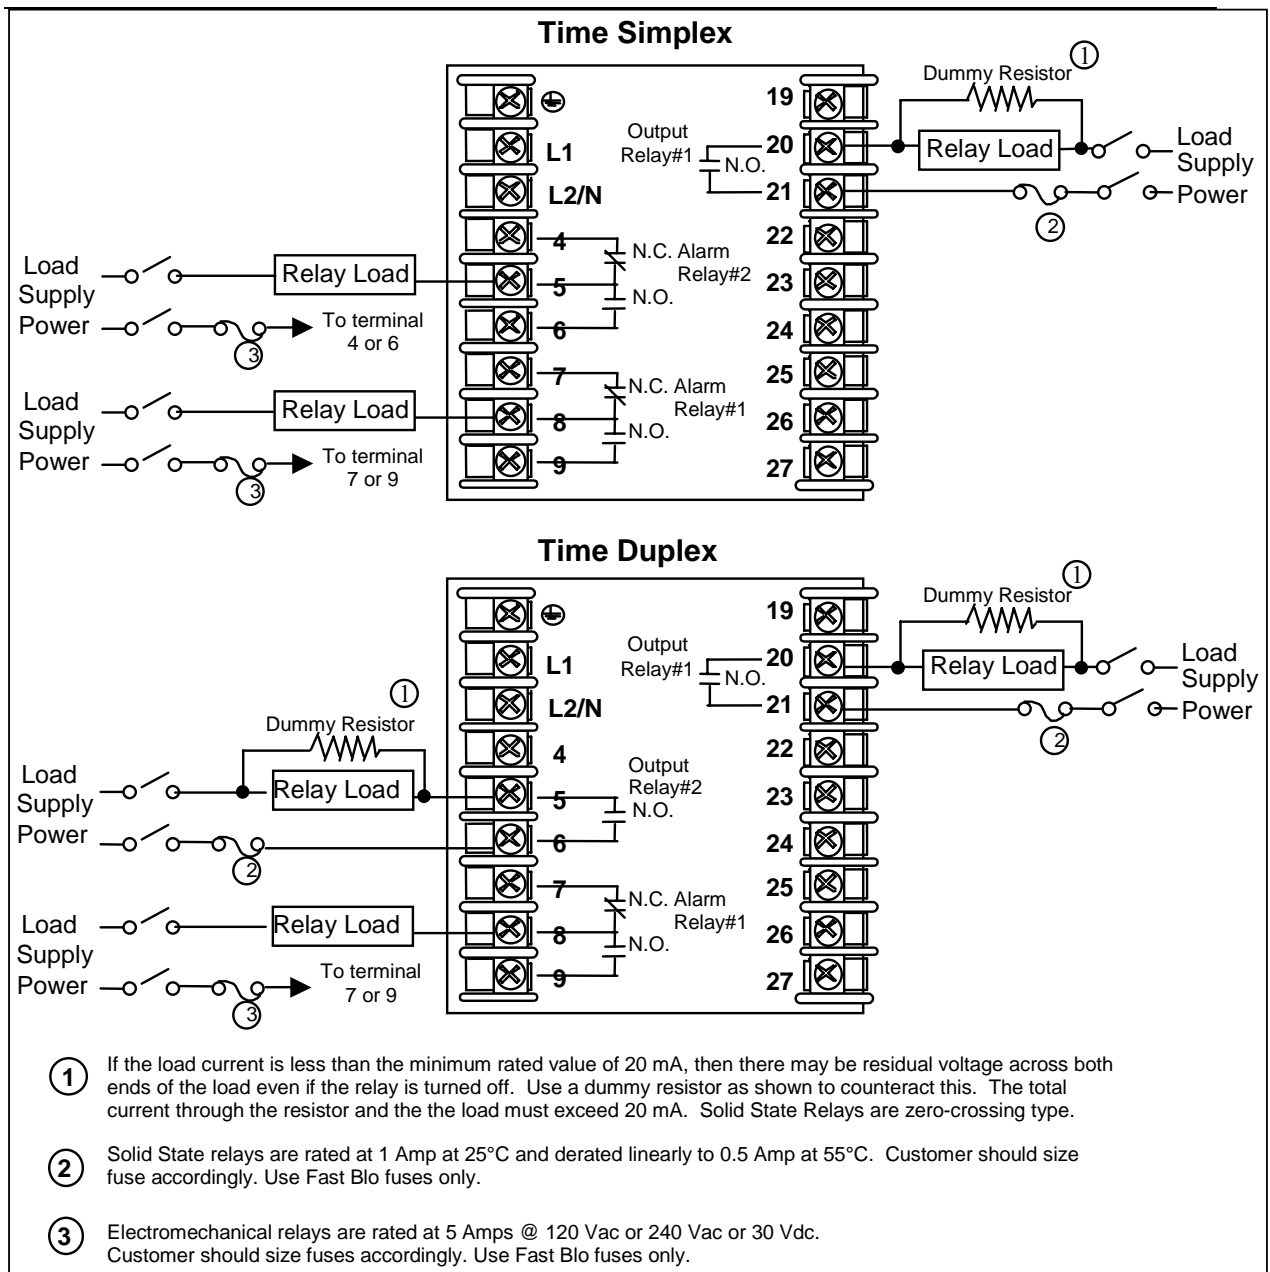 Time Simplex
Dummy Resistor 1
19
Output
Relay#1
N.O.
L1
20
Relay Load
Load
Supply
L2/N
21
Power
2
4
N.C. Alarm
Relay#2
22
Load
Supply
Relay Load
5
N.O.
23
Power
3
To terminal
4 or 6
6
24
7
N.C. Alarm
Relay#1
25
Load
Supply
Relay Load
8
N.O.
26
Power
3
To terminal
7 or 9
9
27
Time Duplex
Dummy Resistor 1
19
Output
Relay#1
N.O.
L1
20
Relay Load
Load
Supply
L2/N
21
Power
2
1
Dummy Resistor
4
22
Output
Relay#2
Load
Supply
Relay Load
5
N.O.
23
Power
2
6
24
7
N.C. Alarm
Relay#1
25
Load
Supply
Relay Load
8
N.O.
26
Power
3
To terminal
7 or 9
9
27
1 If the load current is less than the minimum rated value of 20 mA, then there may be residual voltage across both
ends of the load even if the relay is turned off. Use a dummy resistor as shown to counteract this. The total
current through the resistor and the the load must exceed 20 mA. Solid State Relays are zero-crossing type.
2 Solid State relays are rated at 1 Amp at 25°C and derated linearly to 0.5 Amp at 55°C. Customer should size
fuse accordingly. Use Fast Blo fuses only.
3 Electromechanical relays are rated at 5 Amps @ 120 Vac or 240 Vac or 30 Vdc.
Customer should size fuses accordingly. Use Fast Blo fuses only.